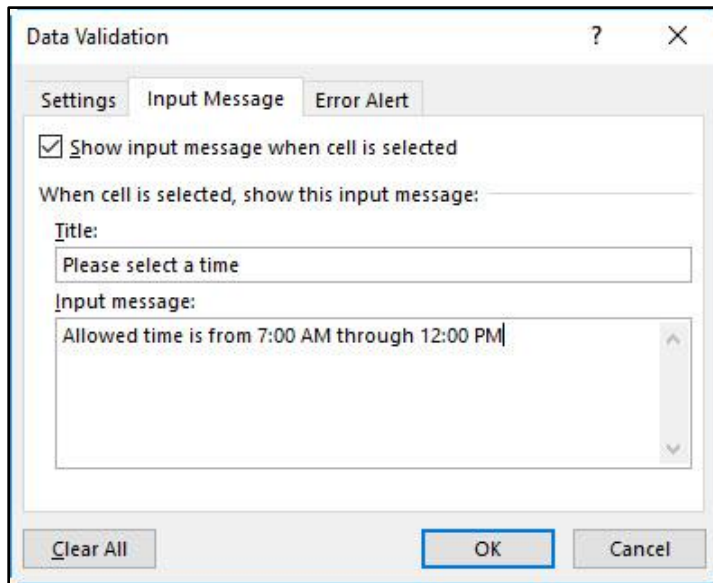 Data Validation ?
Settings Input Message Error Alert
Show input message when cell is selected
When cell is selected, show this input message:
Title:
Please select a time
Input message:
Allowed time is from 7:00 AM through 12:00 PM
Clear All OK Cancel